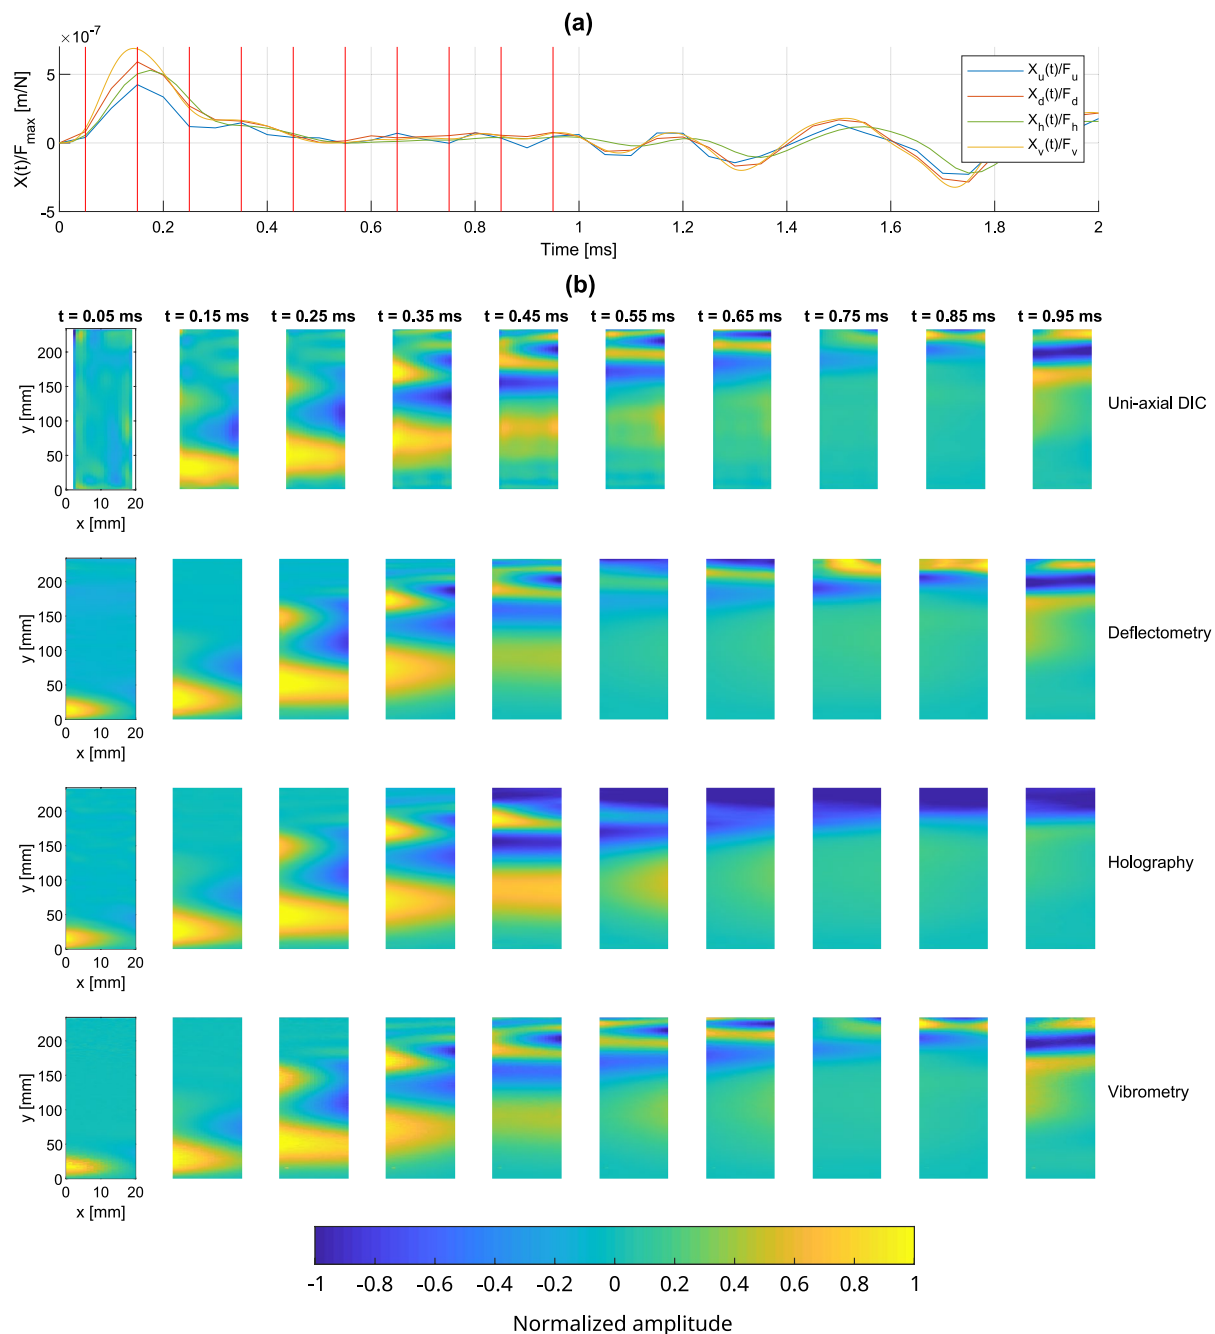 (a)
×10⁻⁷
5
0
-5
X(t)/F_max [m/N]
X_u(t)/F_u
X_d(t)/F_d
X_h(t)/F_h
X_v(t)/F_v
0 0.2 0.4 0.6 0.8 1 1.2 1.4 1.6 1.8 2
Time [ms]
(b)
t = 0.05 ms t = 0.15 ms t = 0.25 ms t = 0.35 ms t = 0.45 ms t = 0.55 ms t = 0.65 ms t = 0.75 ms t = 0.85 ms t = 0.95 ms
200
150
100
50
0
y [mm]
0 10 20
x [mm]
Uni-axial DIC
200
150
100
50
0
y [mm]
0 10 20
x [mm]
Deflectometry
200
150
100
50
0
y [mm]
0 10 20
x [mm]
Holography
200
150
100
50
0
y [mm]
0 10 20
x [mm]
Vibrometry
-1 -0.8 -0.6 -0.4 -0.2 0 0.2 0.4 0.6 0.8 1
Normalized amplitude